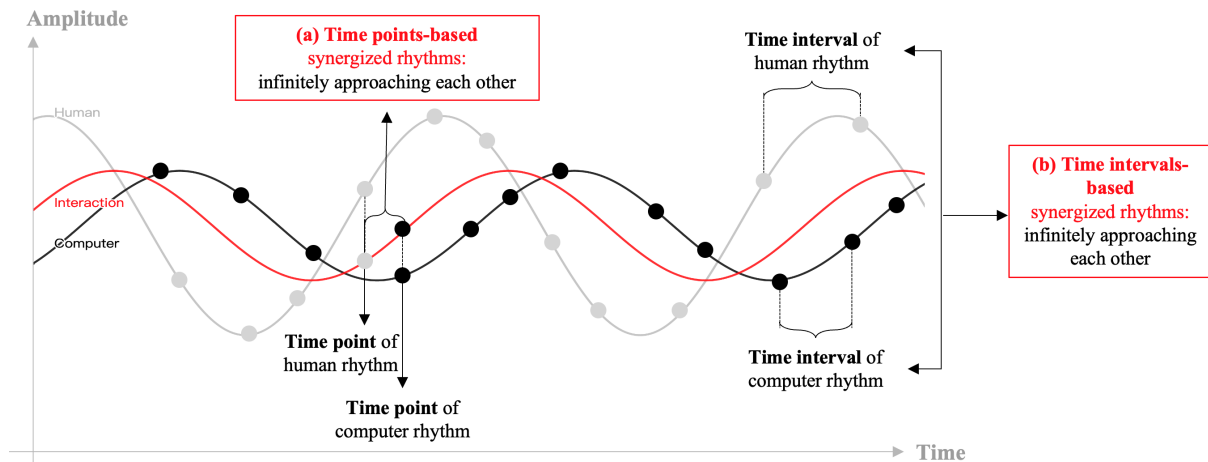 Amplitude
(a) Time points-based
synergized rhythms:
infinitely approaching each other
Time interval of
human rhythm
Human
(b) Time intervals-
based
synergized rhythms:
infinitely approaching
each other
Interaction
Computer
Time point of
human rhythm
Time interval of
computer rhythm
Time point of
computer rhythm
Time